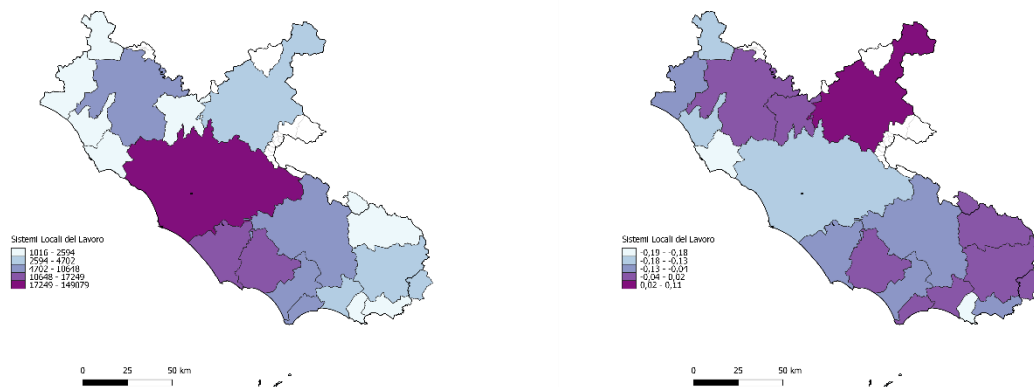 Sistemi Locali del Lavoro
1016 - 2594
2594 - 4702
4702 - 10648
10648 - 17249
17249 - 149079
0 25 50 km
Sistemi Locali del Lavoro
-0,19 - -0,18
-0,18 - -0,13
-0,13 - -0,04
-0,04 - 0,02
0,02 - 0,11
0 25 50 km